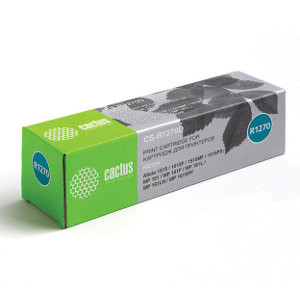 R1270
cactus
CS-R1270D
PRINT CARTRIDGE FOR
КАРТРИДЖ ДЛЯ ПРИНТЕРОВ
RICOH
Aficio 1515 / 1515F / 1515MF / 1515PS
MP 161 / MP 161F / MP 161L /
MP 161LN / MP 161SPF
R1270